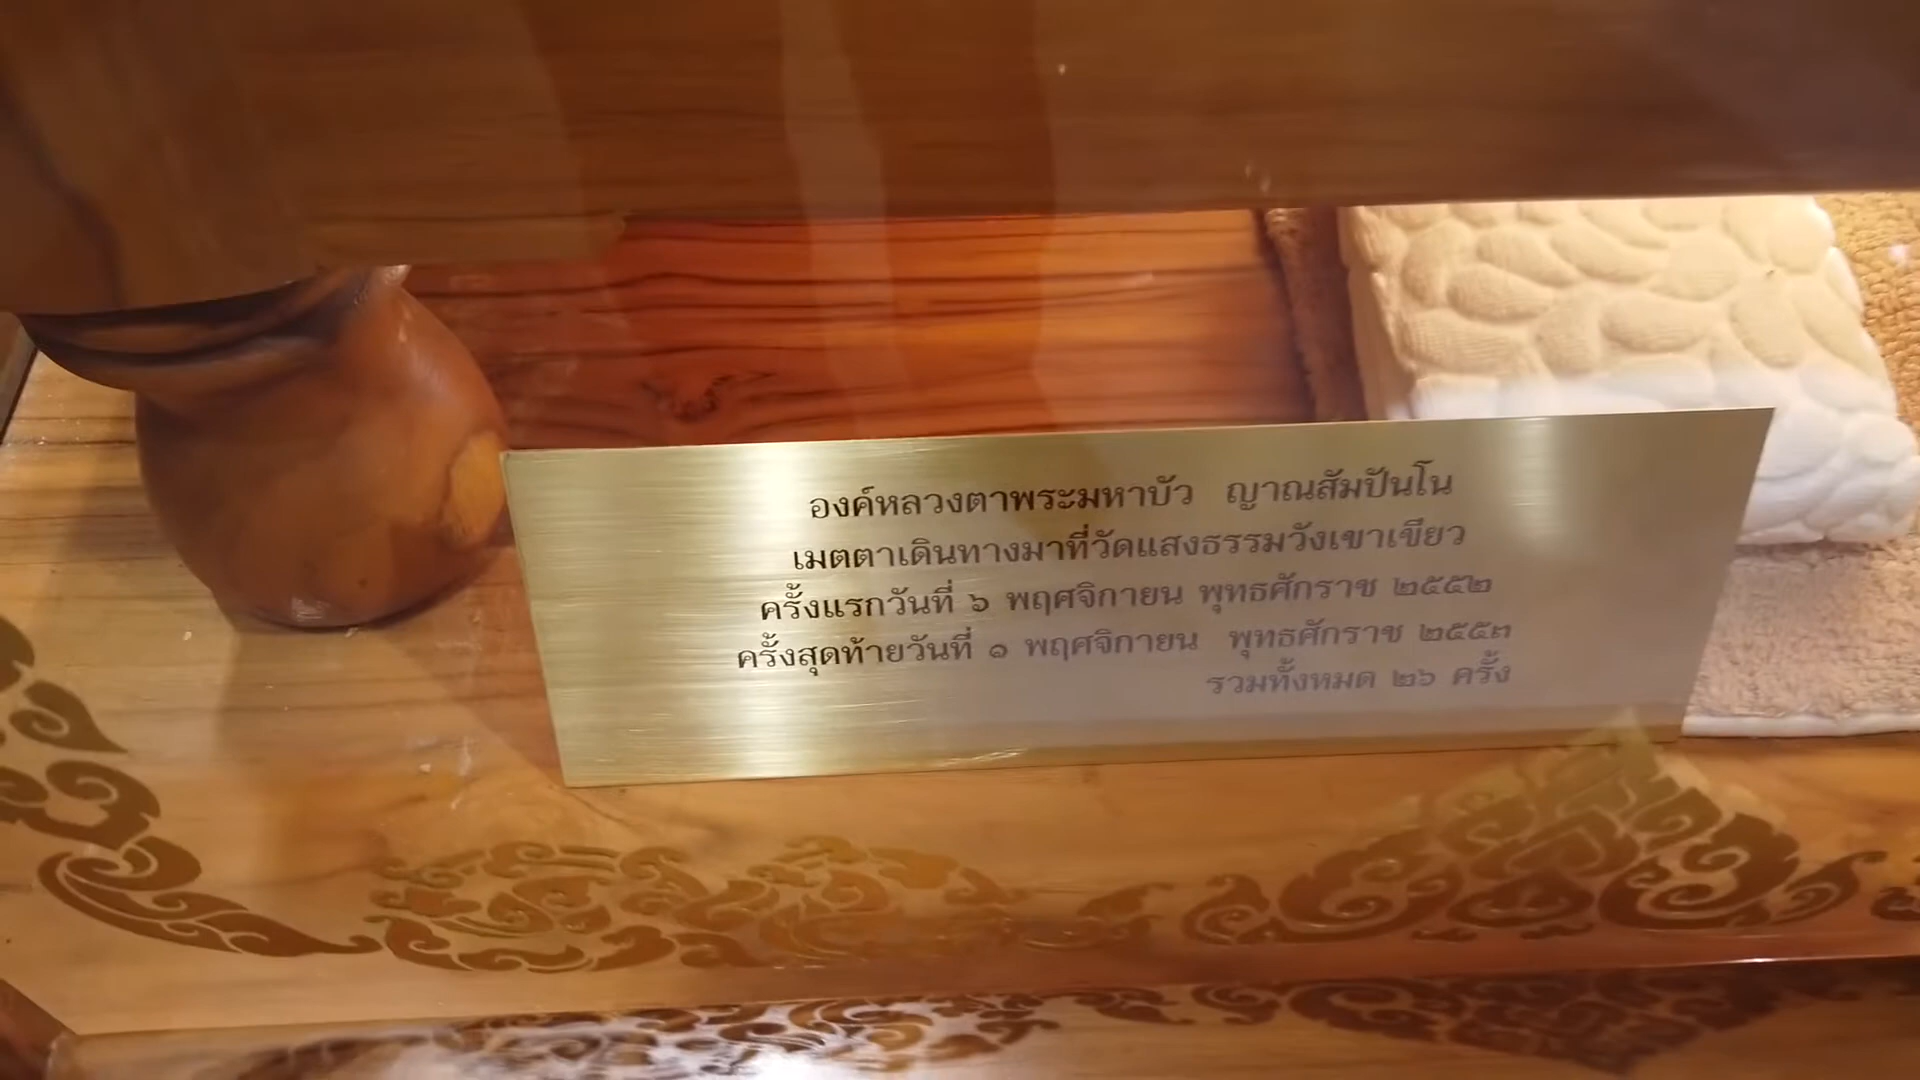 องค์หลวงตาพระมหาบัว ญาณสัมปันโน
เมตตาเดินทางมาที่วัดแสงธรรมวังเขาเขียว
ครั้งแรกวันที่ ๖ พฤศจิกายน พุทธศักราช ๒๕๕๒
ครั้งสุดท้ายวันที่ ๑ พฤศจิกายน พุทธศักราช ๒๕๕๓
รวมทั้งหมด ๒๖ ครั้ง